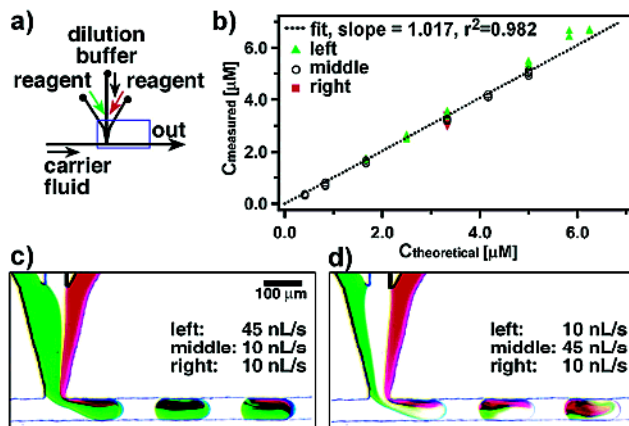 a)
dilution
buffer
reagent reagent
out
carrier
fluid
b)
fit, slope = 1.017, r²=0.982
left
middle
right
Cmeasured [µM]
6.0
4.0
2.0
0.0
0.0 2.0 4.0 6.0
Ctheoretical [µM]
c)
100 µm
left: 45 nL/s
middle: 10 nL/s
right: 10 nL/s
d)
left: 10 nL/s
middle: 45 nL/s
right: 10 nL/s